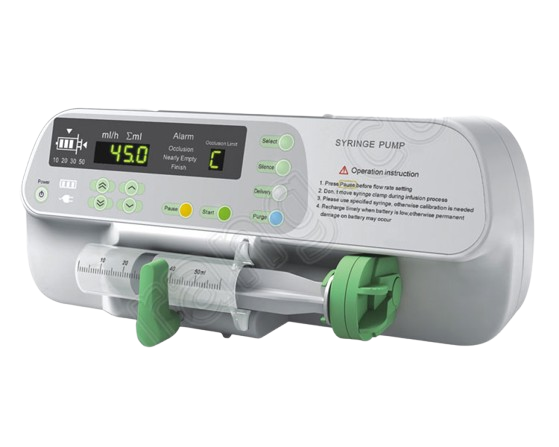 ml/h Σml
Alarm
Occlusion Limit
45.0
Occlusion
Nearly Empty
Finish
C
10 20 30 50
Select
Silence
Delivery
Purge
Power
Pause
Start
SYRINGE PUMP
Operation instruction
1. Press Pause before flow rate setting
2. Don,t move syringe clamp during infusion process
3. Please use specified syringe, otherwise calibration is needed
4. Recharge timely when battery is low,otherwise permanent
damage on battery may occur
10 20 40 50ml